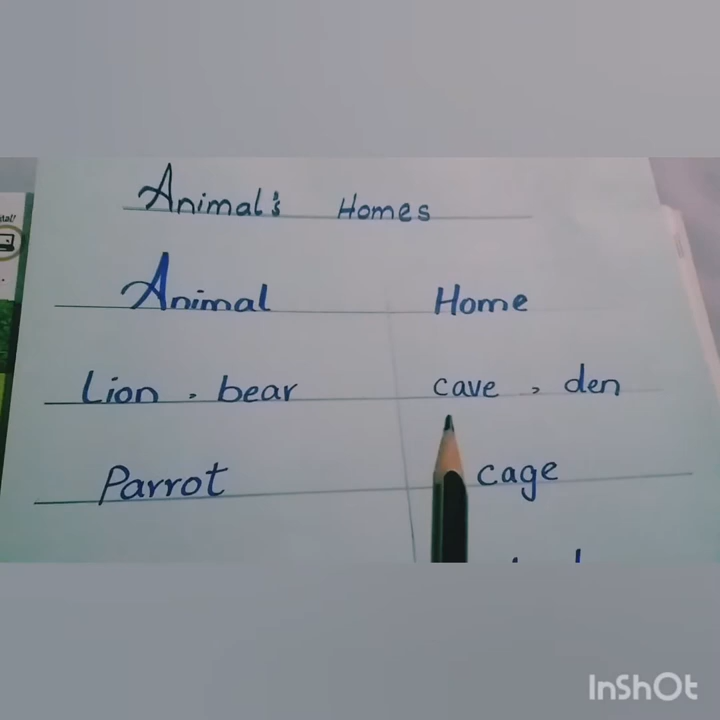 Animal's Homes
Animal Home
Lion , bear cave , den
Parrot cage
InShOt